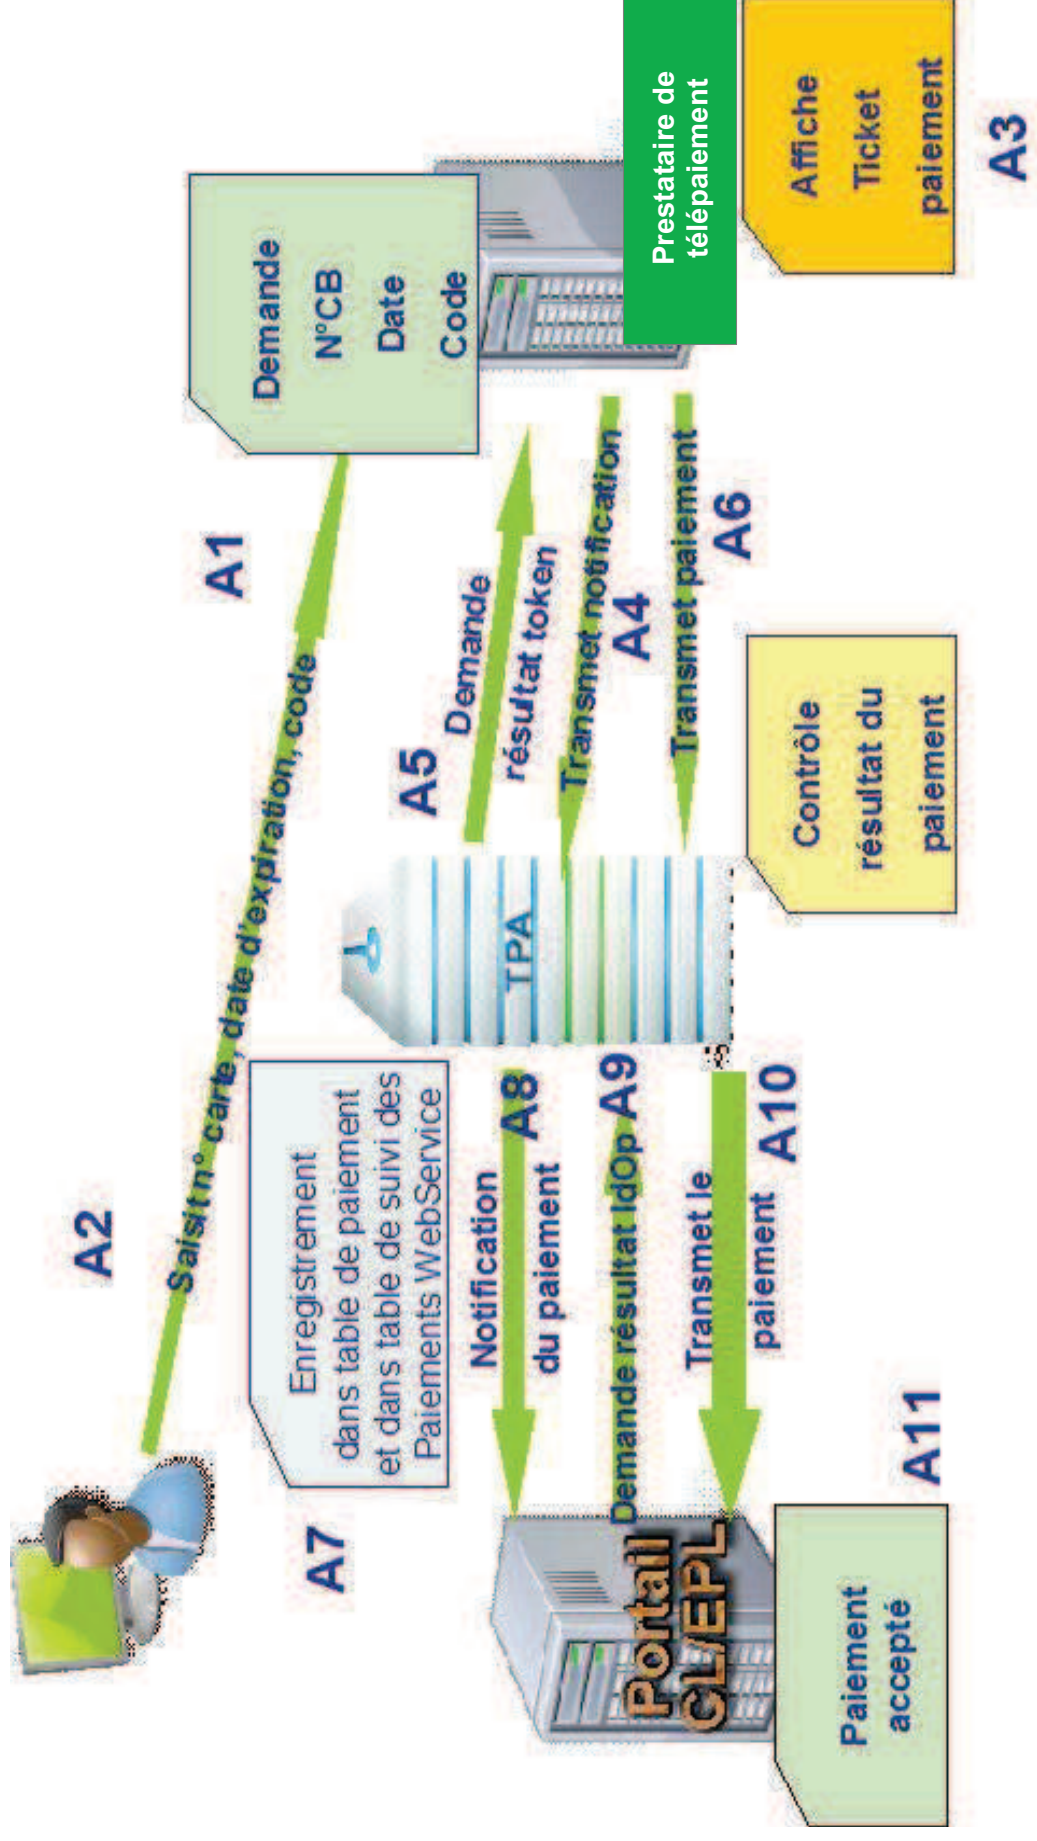 A2
Saisit n° carte, date d'expiration, code
A1
Demande
N°CB
Date
Code
A7
Enregistrement
dans table de paiement
et dans table de suivi des
Paiements WebService
A5
Demande
résultat token
Notification
du paiement
A8
TPA
Transmet notification
A4
Prestataire de
télépaiement
Portail
CL/EPL
Demande résultat IdOp
A9
Transmet paiement
A6
Transmet le
paiement
A10
Affiche
Ticket
paiement
A3
Contrôle
résultat du
paiement
Paiement
accepté
A11